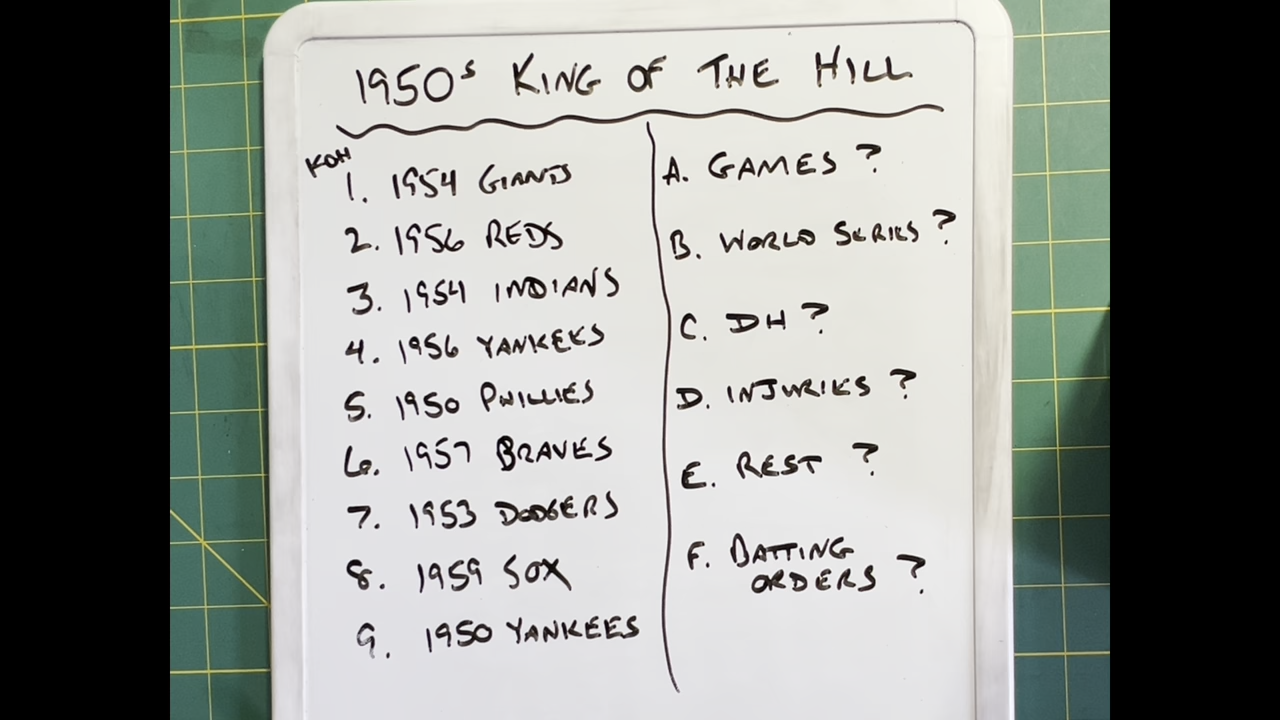 1950s KING OF THE HILL
KOH
1. 1954 GIANTS
2. 1956 REDS
3. 1954 INDIANS
4. 1956 YANKEES
5. 1950 PHILLIES
6. 1957 BRAVES
7. 1953 DODGERS
8. 1959 SOX
9. 1950 YANKEES
A. GAMES ?
B. WORLD SERIES ?
C. DH ?
D. INJURIES ?
E. REST ?
F. BATTING
ORDERS ?